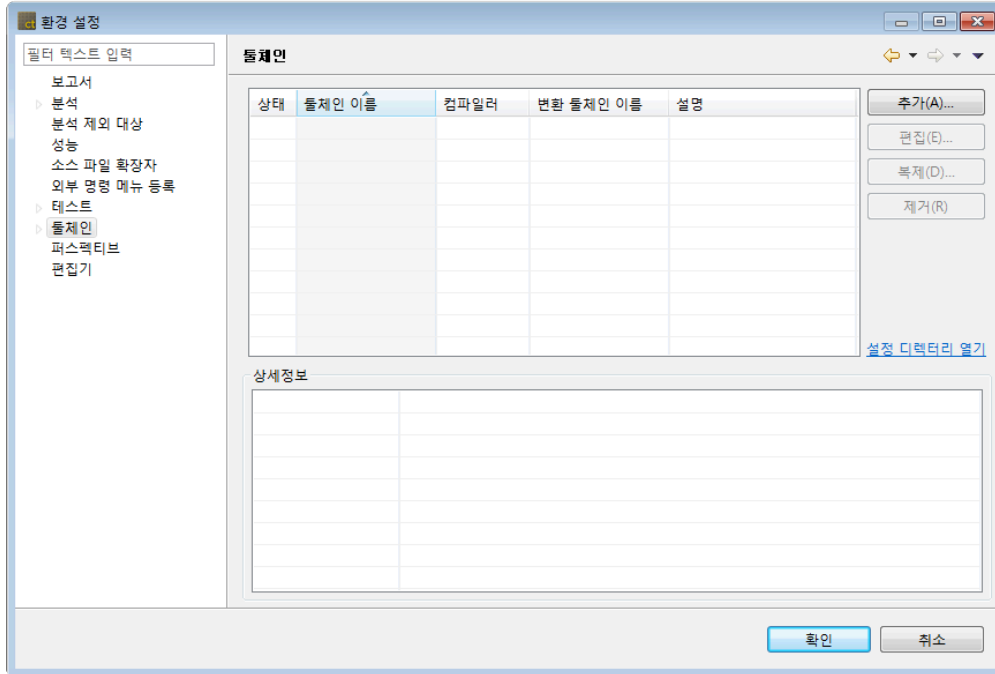 ct 환경 설정
필터 텍스트 입력
보고서
분석
분석 제외 대상
성능
소스 파일 확장자
외부 명령 메뉴 등록
테스트
툴체인
퍼스펙티브
편집기
툴체인
상태 툴체인 이름 컴파일러 변환 툴체인 이름 설명
추가(A)...
편집(E)...
복제(D)...
제거(R)
설정 디렉터리 열기
상세정보
확인 취소